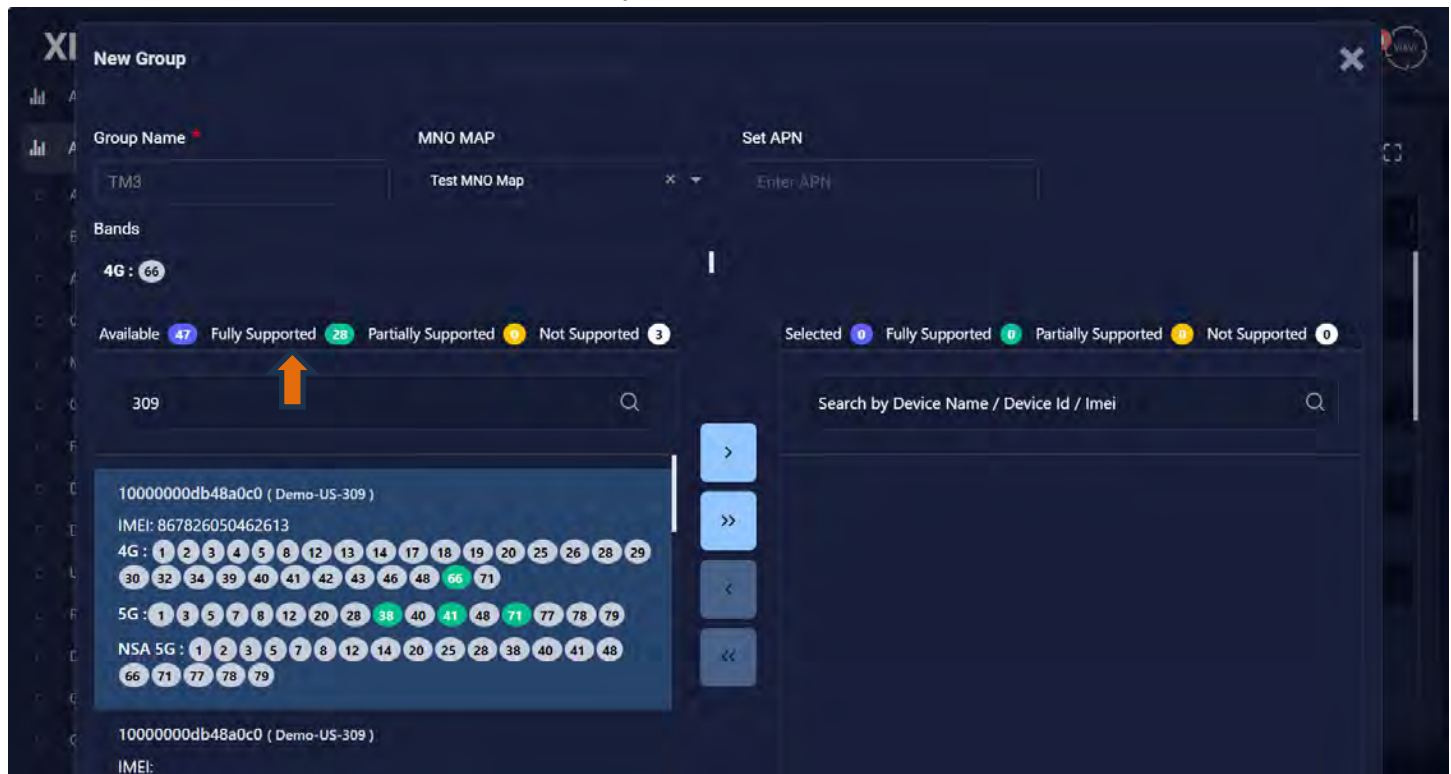 XI
New Group
VIAVI
Group Name *
MNO MAP
Set APN
TM3
Test MNO Map
Enter APN
Bands
4G : 66
Available 47 Fully Supported 28 Partially Supported 0 Not Supported 3
Selected 0 Fully Supported 0 Partially Supported 0 Not Supported 0
309
Search by Device Name / Device Id / Imei
10000000db48a0c0 ( Demo-US-309 )
IMEI: 867826050462613
4G : 1 2 3 4 5 8 12 13 14 17 18 19 20 25 26 28 29
30 32 34 39 40 41 42 43 46 48 66 71
5G : 1 3 5 7 8 12 20 28 38 40 41 48 71 77 78 79
NSA 5G : 1 2 3 5 7 8 12 14 20 25 28 38 40 41 48
66 71 77 78 79
10000000db48a0c0 ( Demo-US-309 )
IMEI: